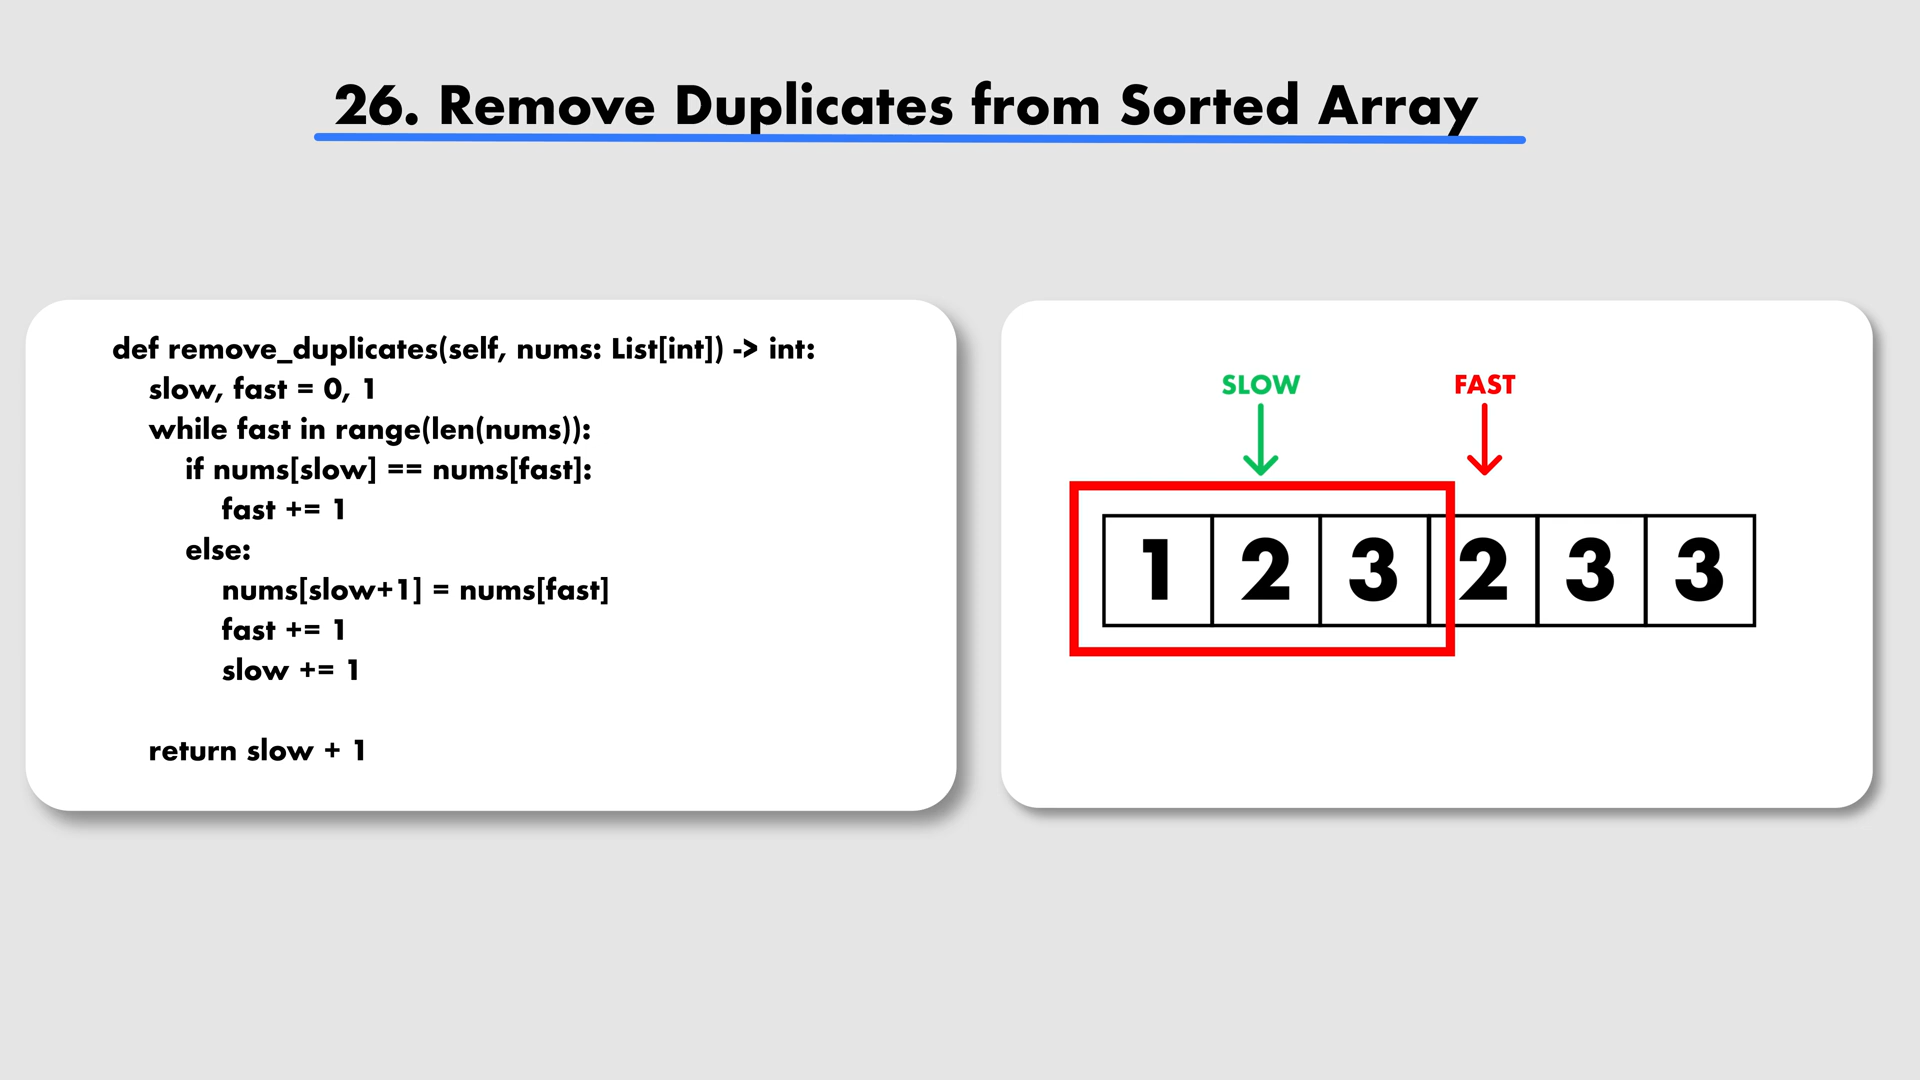 26. Remove Duplicates from Sorted Array
def remove_duplicates(self, nums: List[int]) -> int:
slow, fast = 0, 1
while fast in range(len(nums)):
if nums[slow] == nums[fast]:
fast += 1
else:
nums[slow+1] = nums[fast]
fast += 1
slow += 1
return slow + 1
SLOW FAST
1 2 3 2 3 3